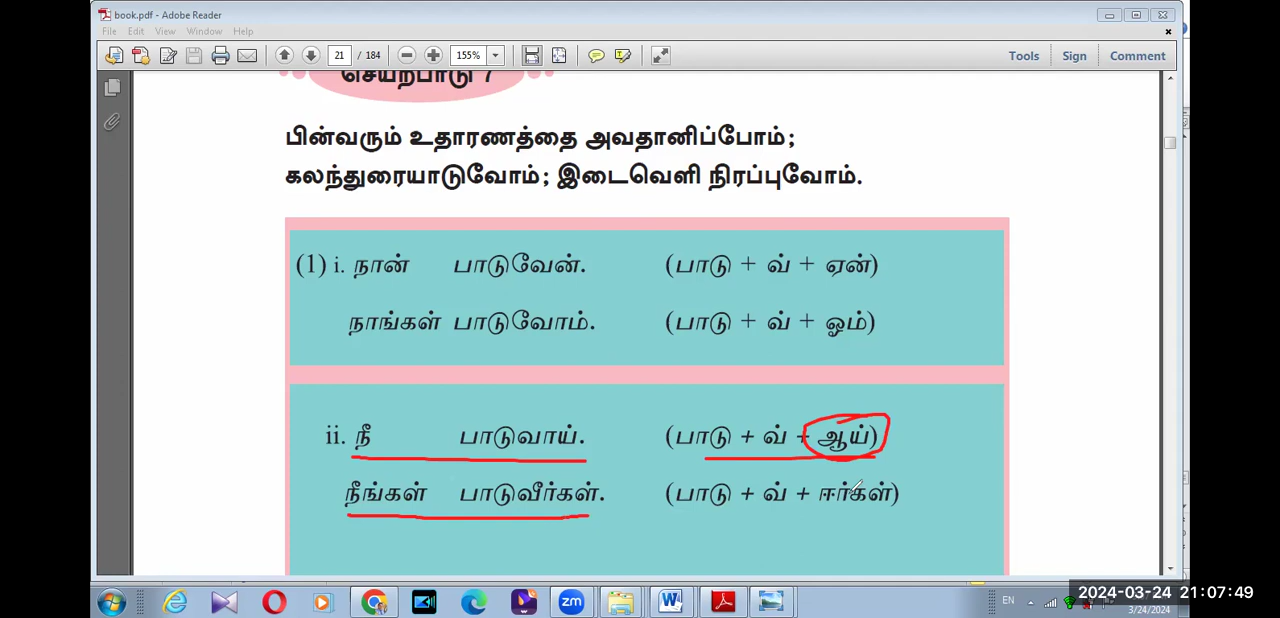 book.pdf - Adobe Reader
File Edit View Window Help
21 / 184 155% Tools Sign Comment
செயற்பாடு 7
பின்வரும் உதாரணத்தை அவதானிப்போம்;
கலந்துரையாடுவோம்; இடைவெளி நிரப்புவோம்.
(1) i. நான் பாடுவேன். (பாடு + வ் + ஏன்)
நாங்கள் பாடுவோம். (பாடு + வ் + ஓம்)
ii. நீ பாடுவாய். (பாடு + வ் + ஆய்)
நீங்கள் பாடுவீர்கள். (பாடு + வ் + ஈர்கள்)
zm EN
2024-03-24 21:07:49
3/24/2024